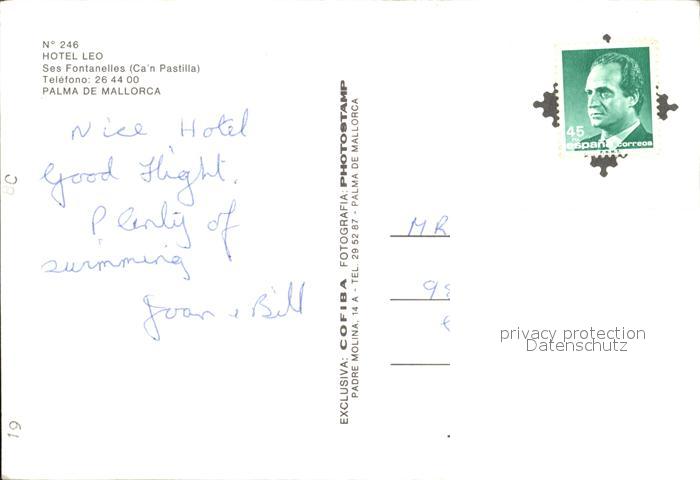 N° 246
HOTEL LEO
Ses Fontanelles (Ca'n Pastilla)
Teléfono: 26 44 00
PALMA DE MALLORCA
Nice Hotel
Good flight.
Plenty of
swimming
Joan + Bill
EXCLUSIVA: COFIBA FOTOGRAFIA: PHOTOSTAMP
PADRE MOLINA, 14 A - TEL. 29 52 87 - PALMA DE MALLORCA
45
españa correos
MR
privacy protection
Datenschutz
19